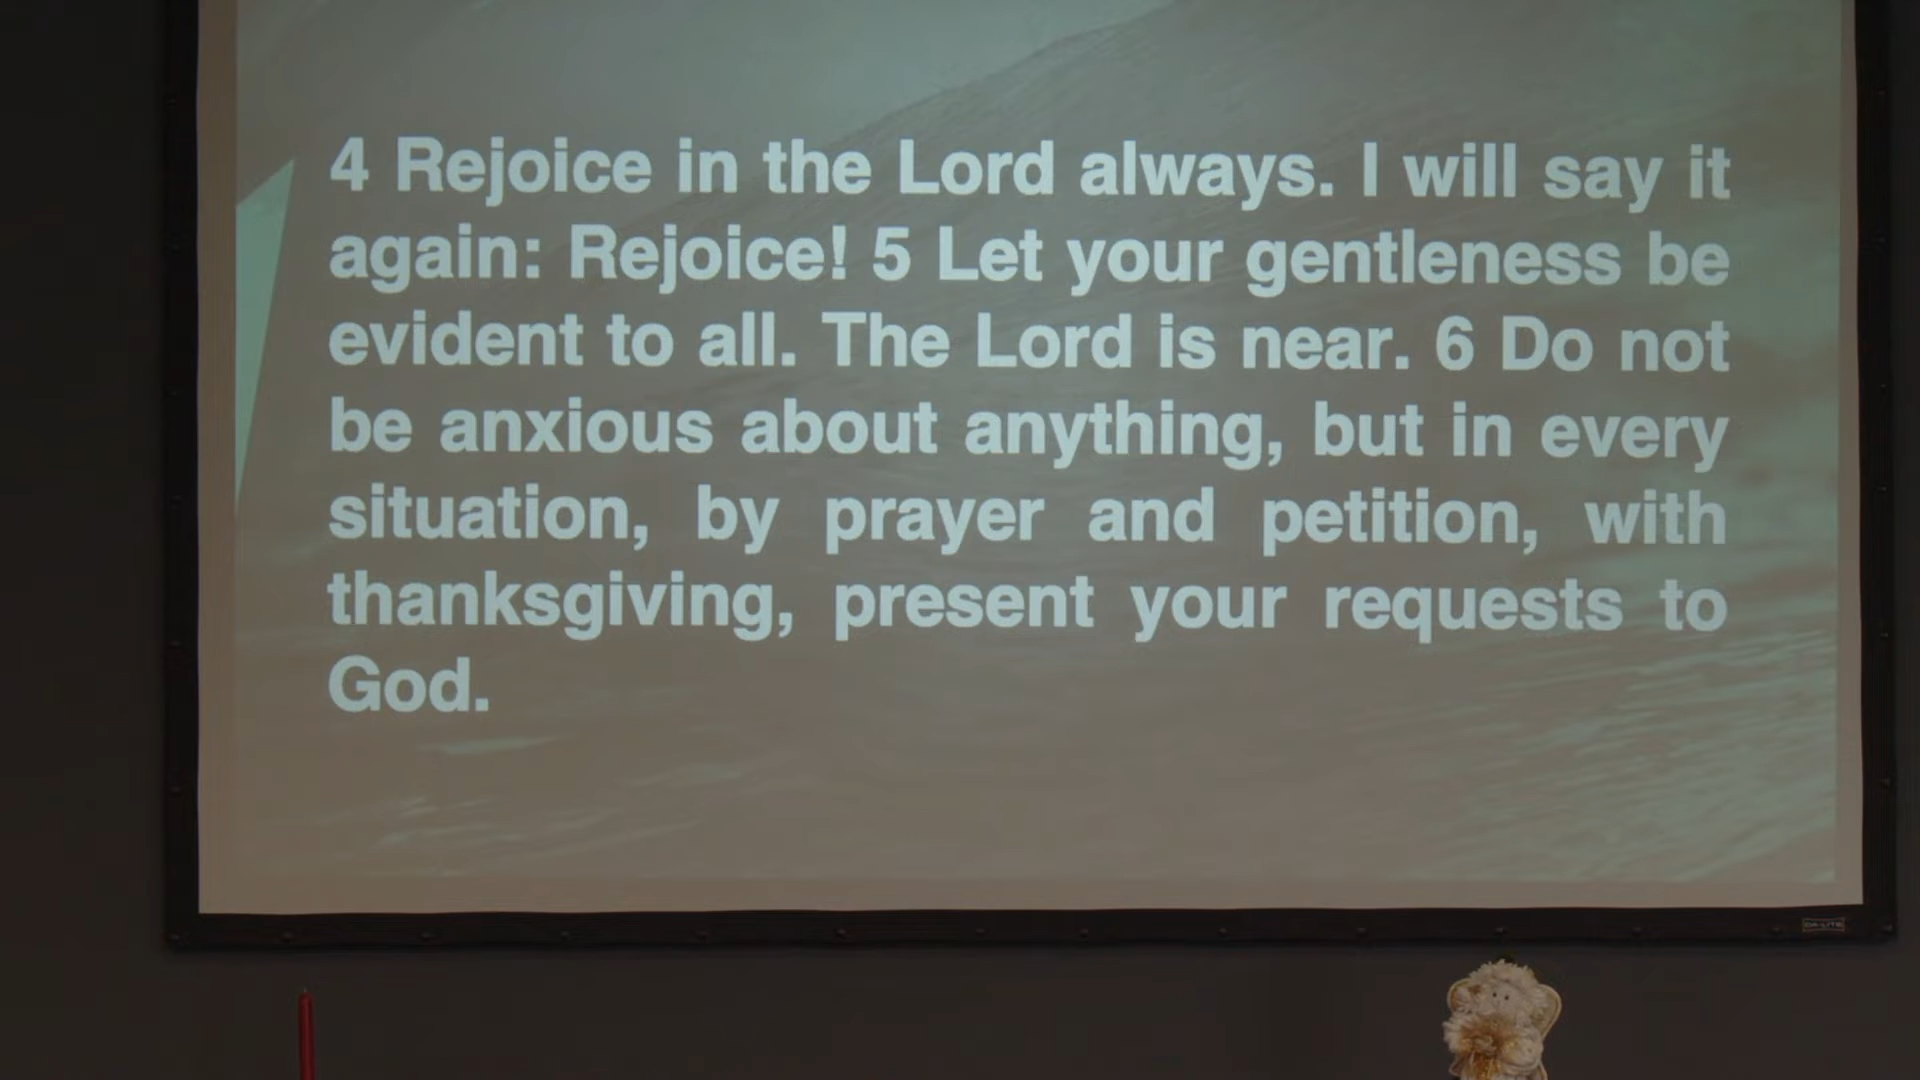 4 Rejoice in the Lord always. I will say it
again: Rejoice! 5 Let your gentleness be
evident to all. The Lord is near. 6 Do not
be anxious about anything, but in every
situation, by prayer and petition, with
thanksgiving, present your requests to
God.
DA-LITE